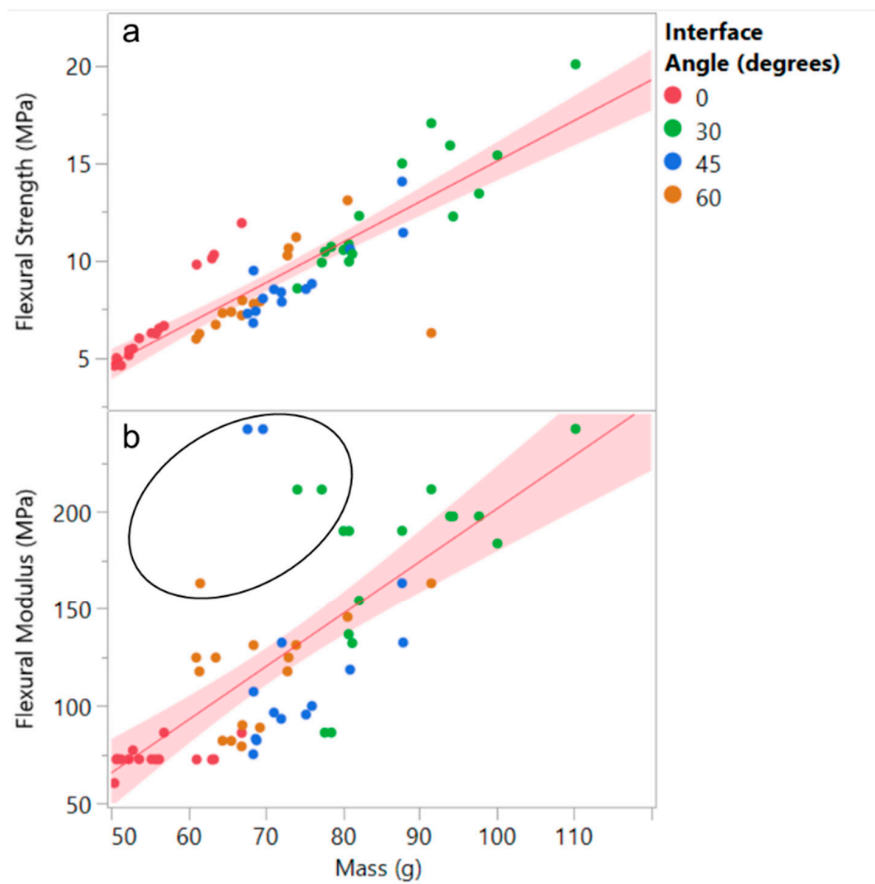 a
Flexural Strength (MPa)
20
15
10
5
Interface
Angle (degrees)
0
30
45
60
b
Flexural Modulus (MPa)
200
150
100
50
50 60 70 80 90 100 110
Mass (g)